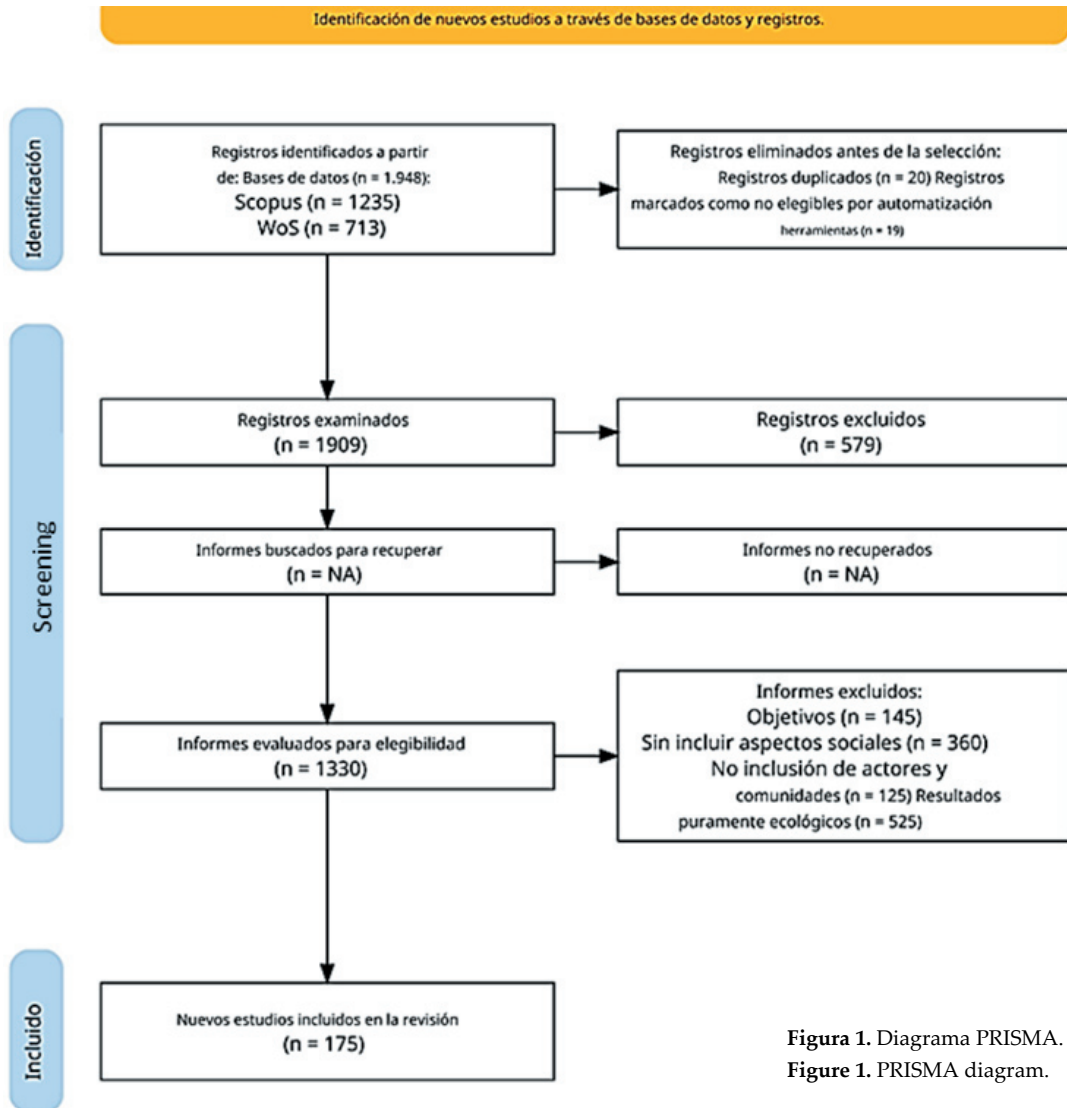 Identificación de nuevos estudios a través de bases de datos y registros.
Identificación
Registros identificados a partir
de: Bases de datos (n = 1.948):
Scopus (n = 1235)
WoS (n = 713)
Registros eliminados antes de la selección:
Registros duplicados (n = 20) Registros
marcados como no elegibles por automatización
herramientas (n = 19)
Screening
Registros examinados
(n = 1909)
Registros excluidos
(n = 579)
Informes buscados para recuperar
(n = NA)
Informes no recuperados
(n = NA)
Informes evaluados para elegibilidad
(n = 1330)
Informes excluidos:
Objetivos (n = 145)
Sin incluir aspectos sociales (n = 360)
No inclusión de actores y
comunidades (n = 125) Resultados
puramente ecológicos (n = 525)
Incluido
Nuevos estudios incluidos en la revisión
(n = 175)
Figura 1. Diagrama PRISMA.
Figure 1. PRISMA diagram.